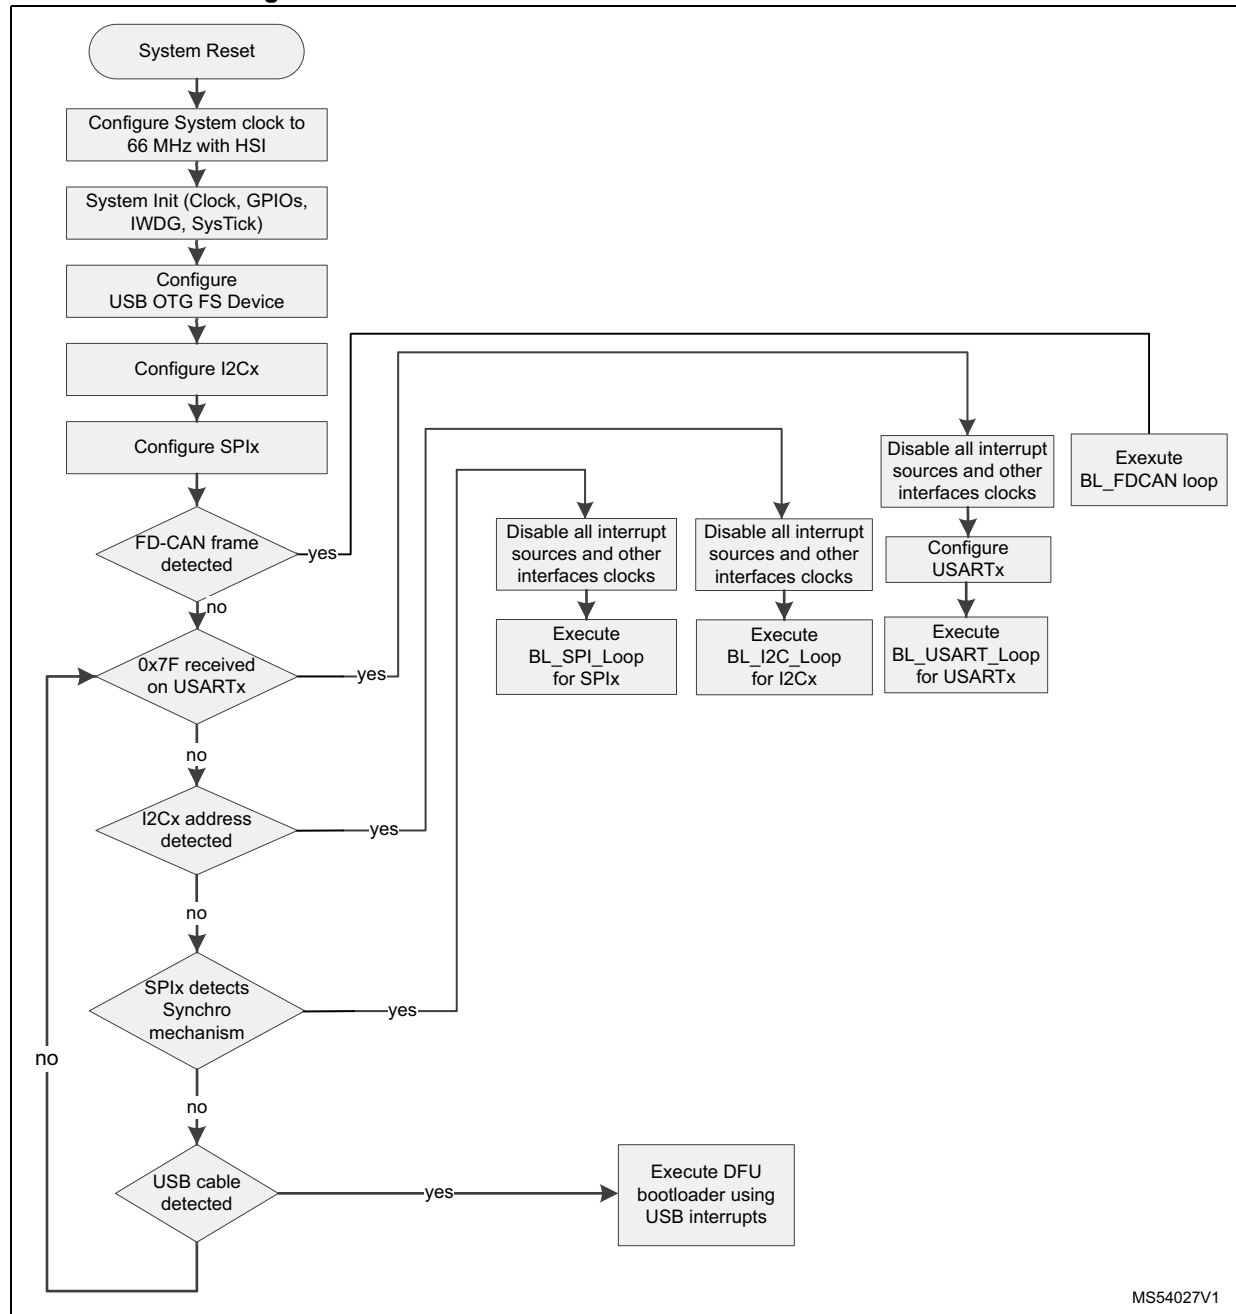 System Reset
Configure System clock to
66 MHz with HSI
System Init (Clock, GPIOs,
IWDG, SysTick)
Configure
USB OTG FS Device
Configure I2Cx
Configure SPIx
FD-CAN frame
detected
yes
no
0x7F received
on USARTx
yes
no
I2Cx address
detected
yes
no
SPIx detects
Synchro
mechanism
yes
no
USB cable
detected
yes
no
Disable all interrupt
sources and other
interfaces clocks
Execute
BL_SPI_Loop
for SPIx
Disable all interrupt
sources and other
interfaces clocks
Execute
BL_I2C_Loop
for I2Cx
Disable all interrupt
sources and other
interfaces clocks
Configure
USARTx
Execute
BL_USART_Loop
for USARTx
Exexute
BL_FDCAN loop
Execute DFU
bootloader using
USB interrupts
MS54027V1